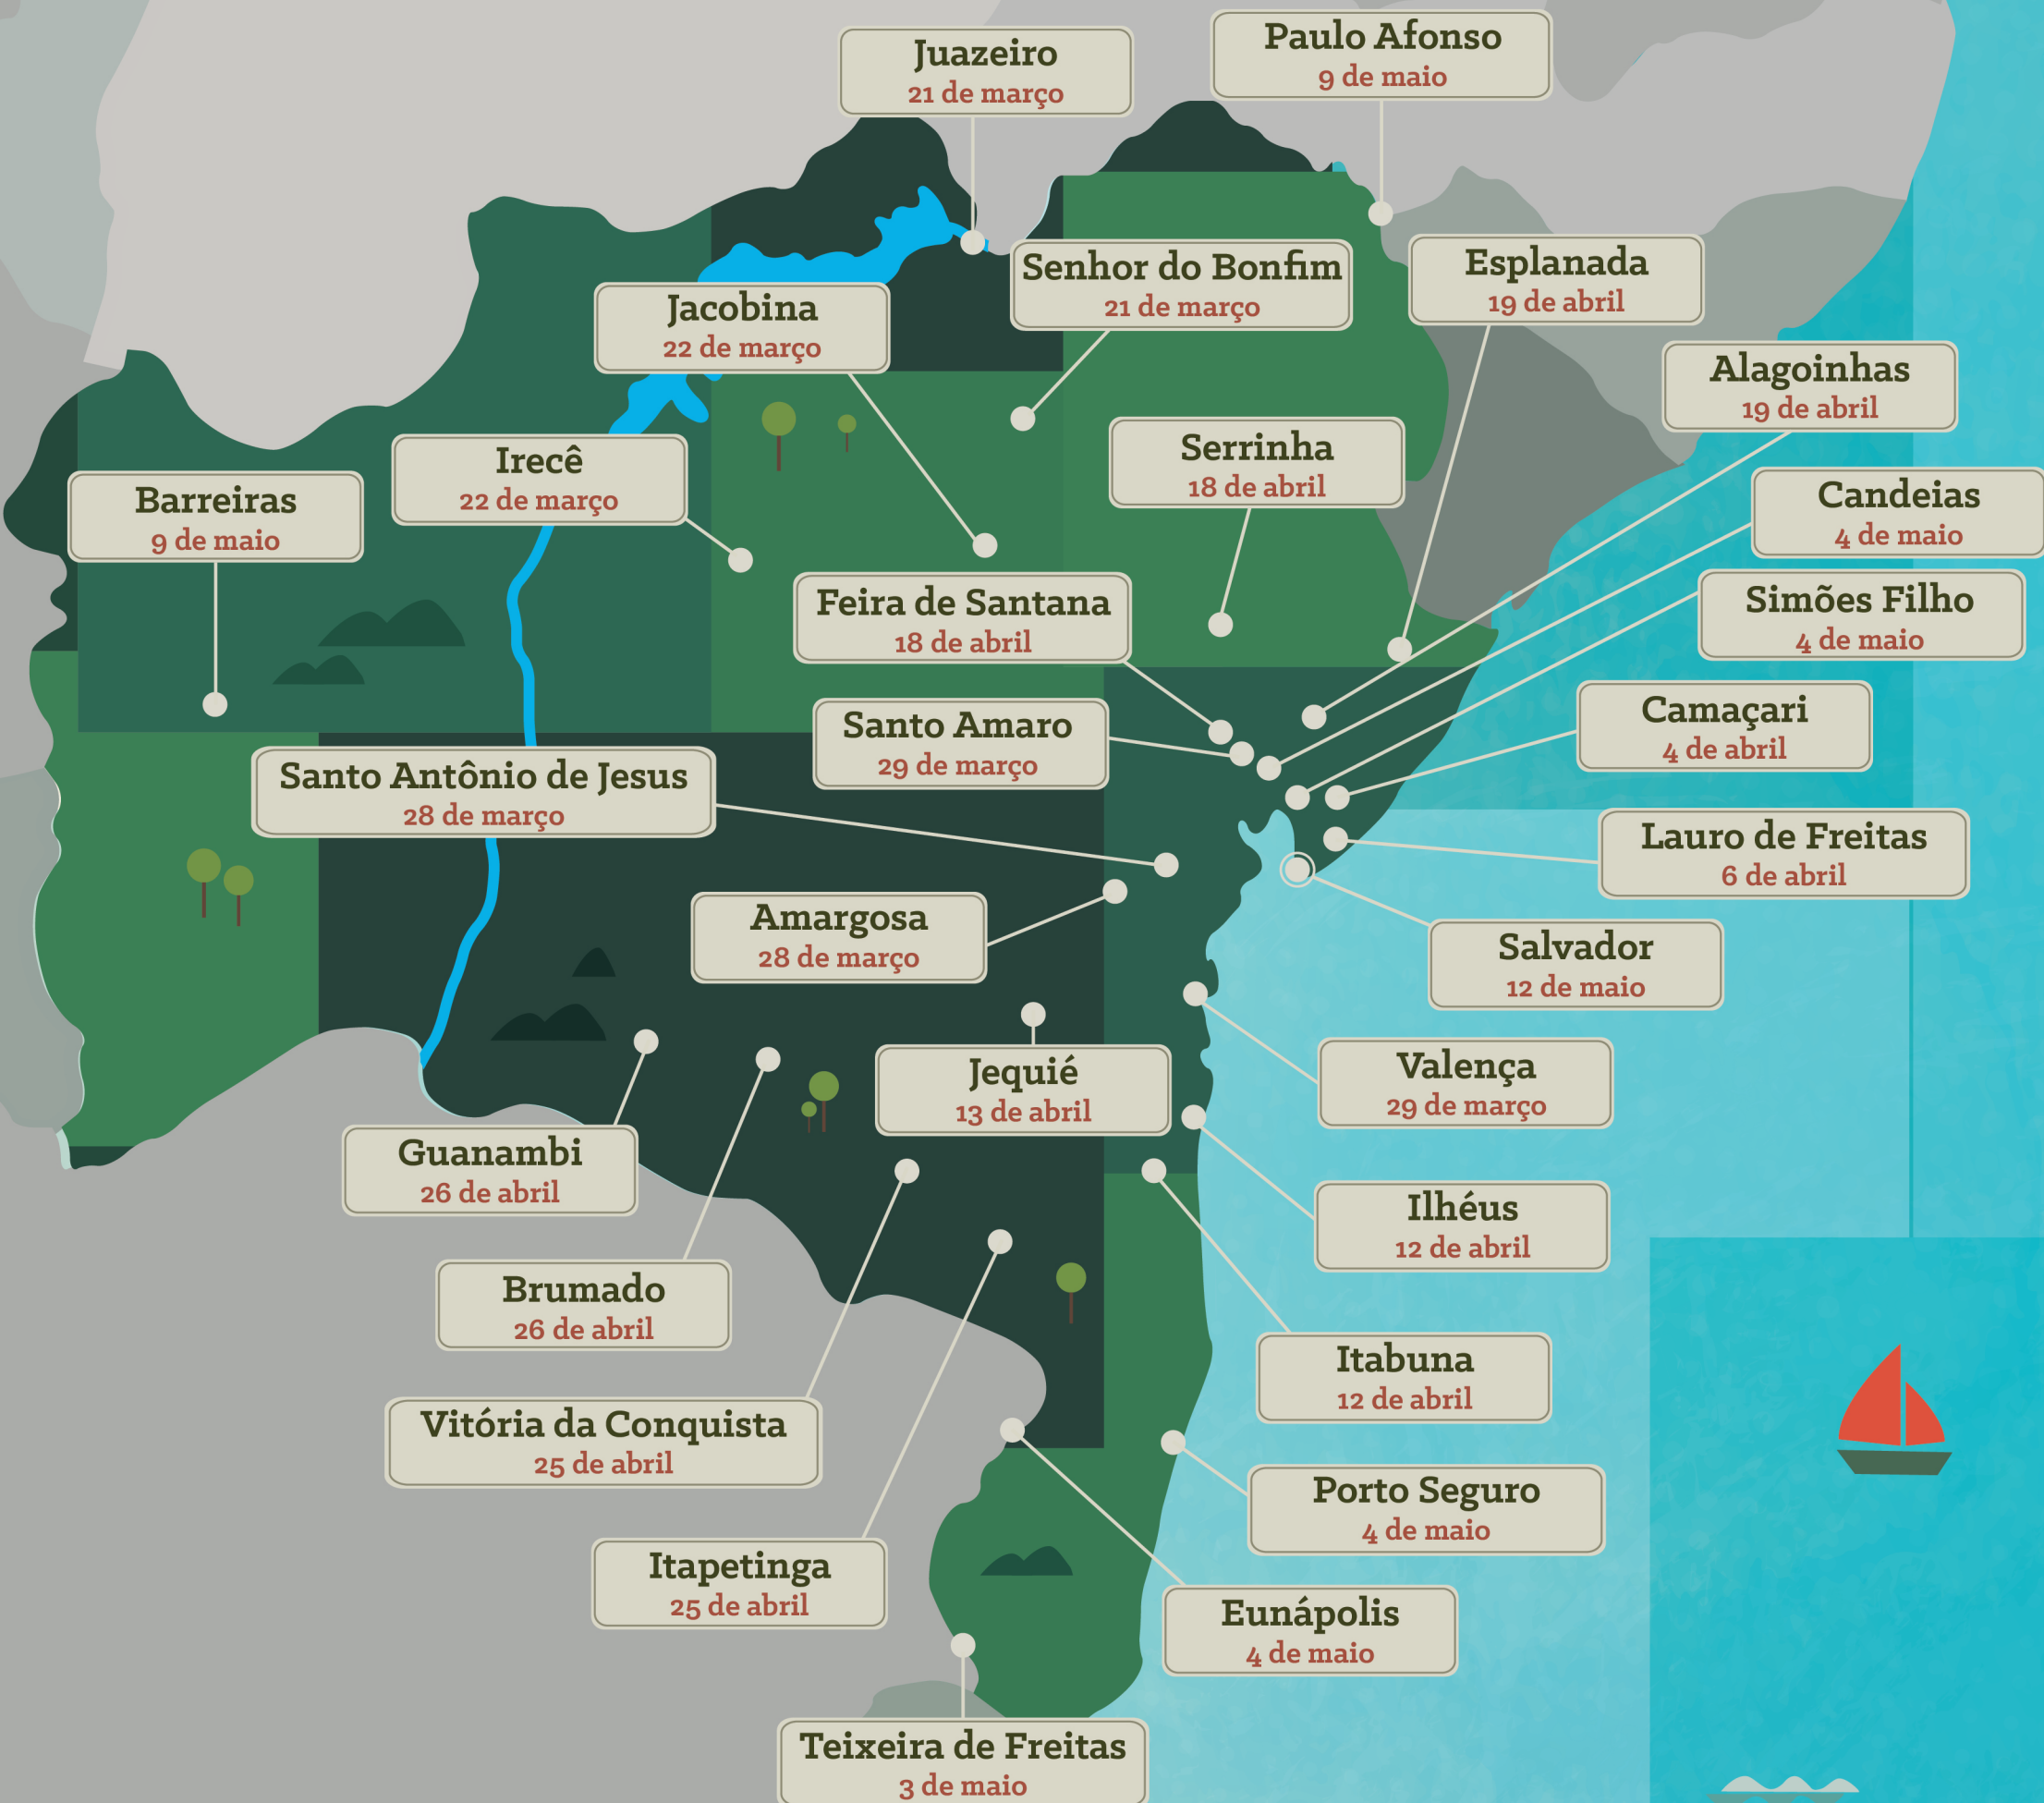 Paulo Afonso
9 de maio
Juazeiro
21 de março
Senhor do Bonfim
21 de março
Esplanada
19 de abril
Jacobina
22 de março
Alagoinhas
19 de abril
Serrinha
18 de abril
Irecê
22 de março
Barreiras
9 de maio
Candeias
4 de maio
Simões Filho
4 de maio
Feira de Santana
18 de abril
Camaçari
4 de abril
Santo Amaro
29 de março
Santo Antônio de Jesus
28 de março
Lauro de Freitas
6 de abril
Amargosa
28 de março
Salvador
12 de maio
Valença
29 de março
Jequié
13 de abril
Guanambi
26 de abril
Ilhéus
12 de abril
Brumado
26 de abril
Itabuna
12 de abril
Vitória da Conquista
25 de abril
Porto Seguro
4 de maio
Itapetinga
25 de abril
Eunápolis
4 de maio
Teixeira de Freitas
3 de maio